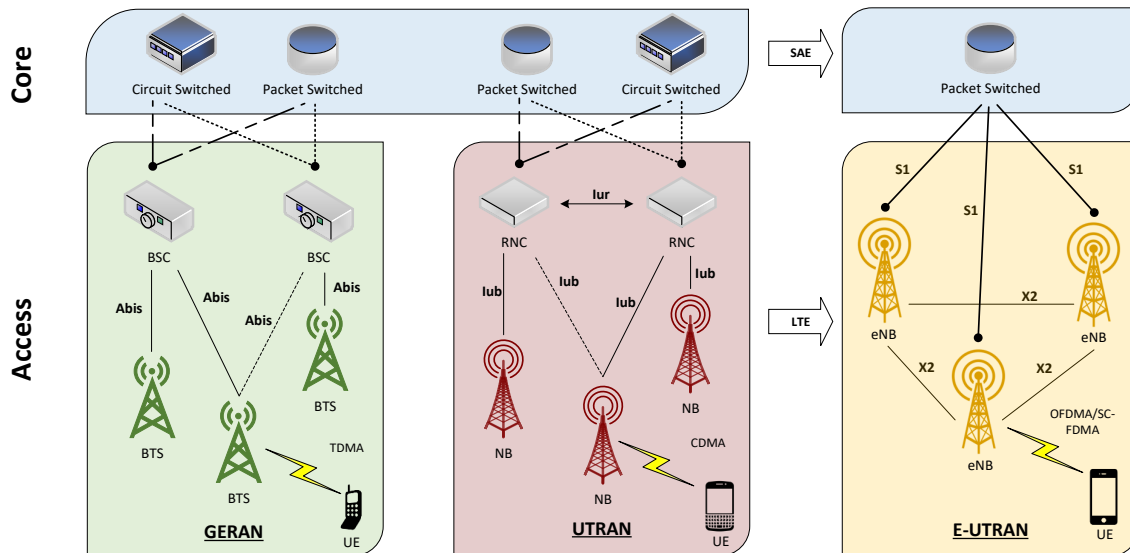 Core
Circuit Switched
Packet Switched
Packet Switched
Circuit Switched
SAE
Packet Switched
Access
BSC
BSC
Abis
Abis
Abis
Abis
BTS
BTS
BTS
TDMA
UE
GERAN
Iur
RNC
RNC
Iub
Iub
Iub
Iub
NB
NB
NB
CDMA
UE
UTRAN
LTE
S1
S1
S1
eNB
eNB
X2
X2
X2
eNB
OFDMA/SC-
FDMA
UE
E-UTRAN